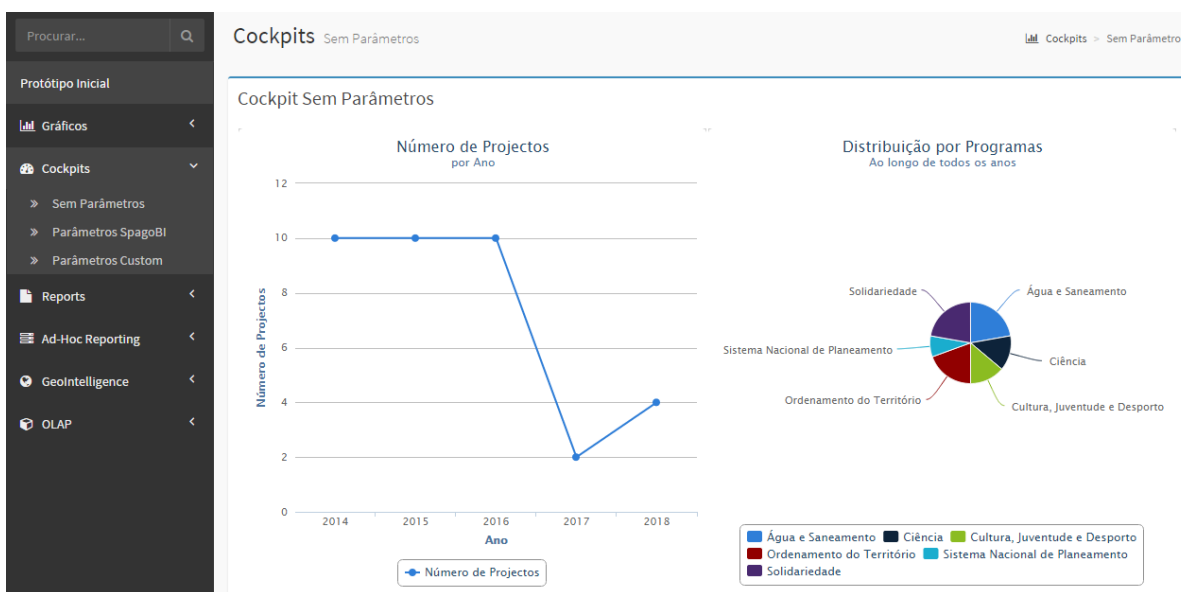 Procurar...
Protótipo Inicial
Gráficos
Cockpits
Sem Parâmetros
Parâmetros SpagoBI
Parâmetros Custom
Reports
Ad-Hoc Reporting
GeoIntelligence
OLAP
Cockpits Sem Parâmetros
Cockpits > Sem Parâmetro
Cockpit Sem Parâmetros
Número de Projectos
por Ano
12
10
8
6
4
2
0
Número de Projectos
2014 2015 2016 2017 2018
Ano
Número de Projectos
Distribuição por Programas
Ao longo de todos os anos
Solidariedade
Água e Saneamento
Sistema Nacional de Planeamento
Ciência
Ordenamento do Território
Cultura, Juventude e Desporto
Água e Saneamento Ciência Cultura, Juventude e Desporto
Ordenamento do Território Sistema Nacional de Planeamento
Solidariedade